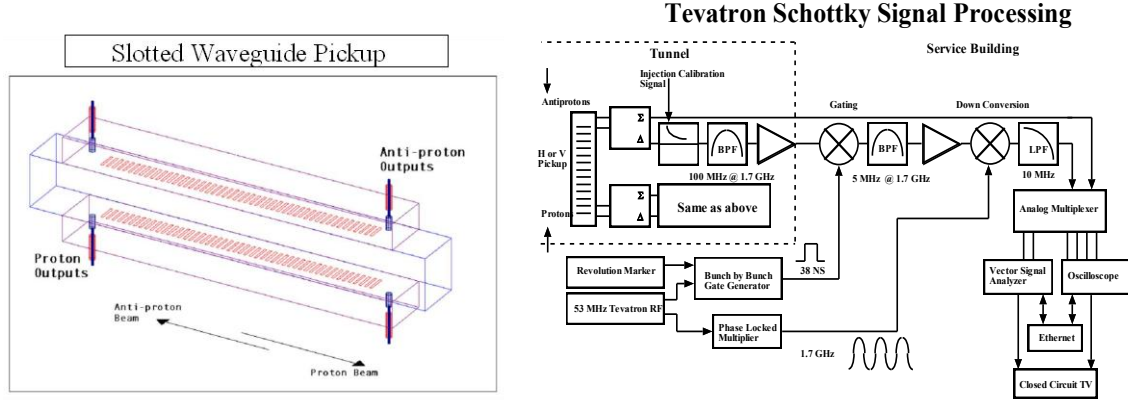 Slotted Waveguide Pickup
Anti-proton
Outputs
Proton
Outputs
Anti-proton
Beam
Proton Beam
Tevatron Schottky Signal Processing
Tunnel
Service Building
Injection Calibration
Signal
Antiprotons
Gating
Down Conversion
Σ
Δ
BPF
BPF
LPF
H or V
Pickup
100 MHz @ 1.7 GHz
5 MHz @ 1.7 GHz
10 MHz
Protons
Σ
Δ
Same as above
Analog Multiplexer
Revolution Marker
Bunch by Bunch
Gate Generator
38 NS
Vector Signal
Analyzer
Oscilloscope
53 MHz Tevatron RF
Phase Locked
Multiplier
1.7 GHz
Ethernet
Closed Circuit TV